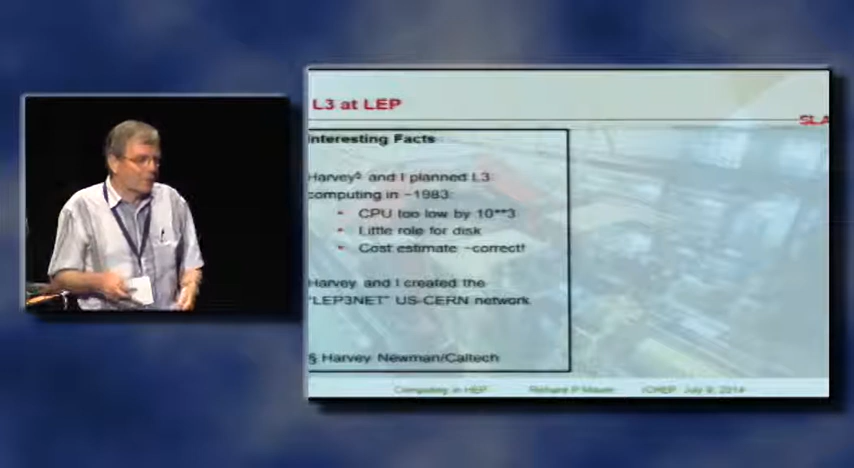 L3 at LEP
SLA
Interesting Facts
Harvey§ and I planned L3
computing in ~1983:
- CPU too low by 10**3
- Little role for disk
- Cost estimate ~correct!
Harvey and I created the
"LEP3NET" US-CERN network
§ Harvey Newman/Caltech
Computing in HEP Richard P ICHEP July 9, 2014